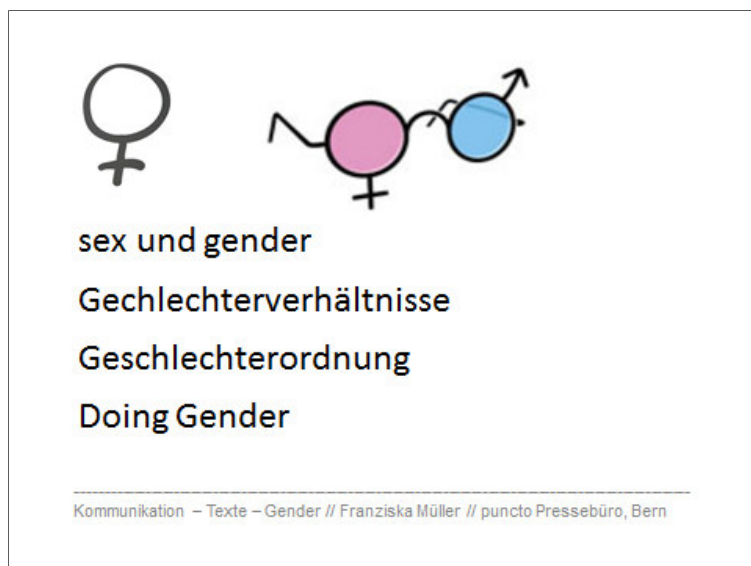 sex und gender
Gechlechterverhältnisse
Geschlechterordnung
Doing Gender
Kommunikation – Texte – Gender // Franziska Müller // puncto Pressebüro, Bern